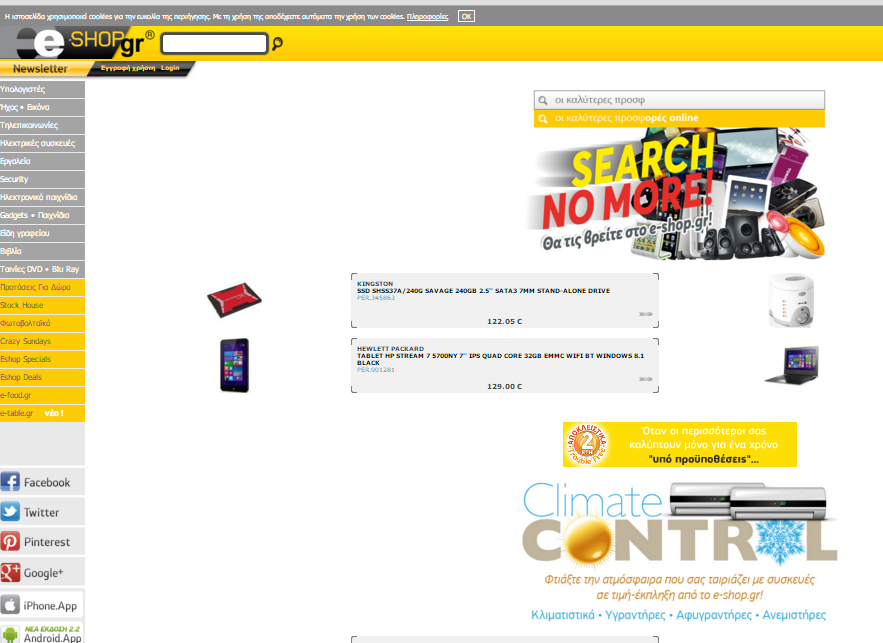 Η ιστοσελίδα χρησιμοποιεί cookies για την ευκολία της περιήγησης. Με τη χρήση της αποδέχεστε αυτόματα την χρήση των cookies. Πληροφορίες OK
e-SHOP.gr®
Newsletter Εγγραφή χρήστη Login
Υπολογιστές
Ήχος • Εικόνα
Τηλεπικοινωνίες
Ηλεκτρικές συσκευές
Εργαλεία
Security
Ηλεκτρονικά παιχνίδια
Gadgets • Παιχνίδια
Είδη γραφείου
Βιβλία
Ταινίες DVD • Blu Ray
Προτάσεις Για Δώρα
Stock House
Φωτοβολταϊκά
Crazy Sundays
Eshop Specials
Eshop Deals
e-food.gr
e-table.gr νέο !
Facebook
Twitter
Pinterest
Google+
iPhone.App
ΝΕΑ ΕΚΔΟΣΗ 2.2
Android.App
οι καλύτερες προσφ
οι καλύτερες προσφορές online
SEARCH
NO MORE!
Θα τις βρείτε στο e-shop.gr!
KINGSTON
SSD SHSS37A/240G SAVAGE 240GB 2.5'' SATA3 7MM STAND-ALONE DRIVE
PER.345863
122.05 €
HEWLETT PACKARD
TABLET HP STREAM 7 5700NY 7'' IPS QUAD CORE 32GB EMMC WIFI BT WINDOWS 8.1
BLACK
PER.901281
129.00 €
ΑΠΟΚΛΕΙΣΤΙΚΑ
2
ΕΤΗ
Trouble Free
Όταν οι περισσότεροι σας
καλύπτουν μόνο για ένα χρόνο
"υπό προϋποθέσεις"...
Climate
CONTROL
Φτιάξτε την ατμόσφαιρα που σας ταιριάζει με συσκευές
σε τιμή-έκπληξη από το e-shop.gr!
Κλιματιστικά • Υγραντήρες • Αφυγραντήρες • Ανεμιστήρες